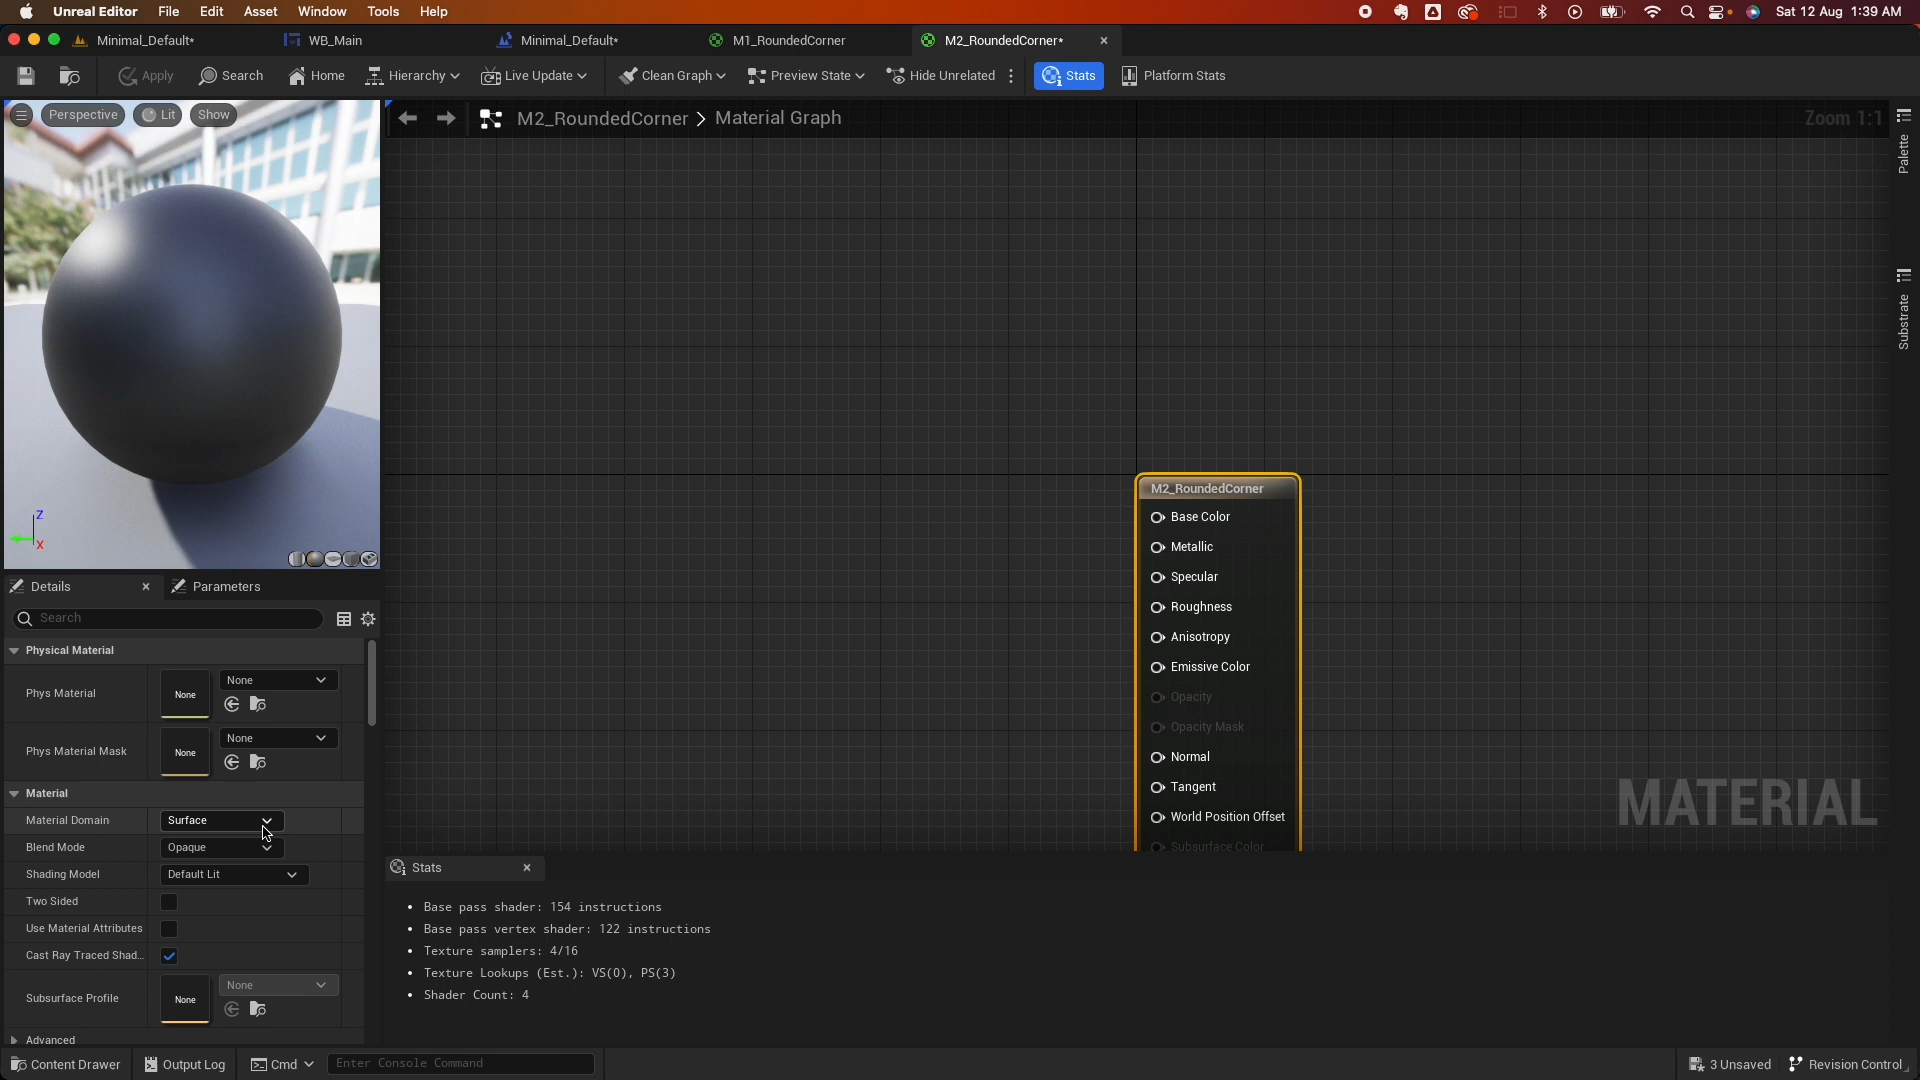 Unreal Editor File Edit Asset Window Tools Help
Sat 12 Aug 1:39 AM
Minimal_Default* WB_Main Minimal_Default* M1_RoundedCorner M2_RoundedCorner*
Apply Search Home Hierarchy Live Update Clean Graph Preview State Hide Unrelated Stats Platform Stats
Perspective Lit Show
M2_RoundedCorner > Material Graph
Zoom 1:1
Palette
Substrate
Z
X
M2_RoundedCorner
Base Color
Metallic
Specular
Roughness
Anisotropy
Emissive Color
Opacity
Opacity Mask
Normal
Tangent
World Position Offset
Subsurface Color
MATERIAL
Details Parameters
Search
Physical Material
Phys Material None None
Phys Material Mask None None
Material
Material Domain Surface
Blend Mode Opaque
Shading Model Default Lit
Two Sided
Use Material Attributes
Cast Ray Traced Shad...
Subsurface Profile None None
Advanced
Stats
• Base pass shader: 154 instructions
• Base pass vertex shader: 122 instructions
• Texture samplers: 4/16
• Texture Lookups (Est.): VS(0), PS(3)
• Shader Count: 4
Content Drawer Output Log Cmd Enter Console Command
3 Unsaved Revision Control